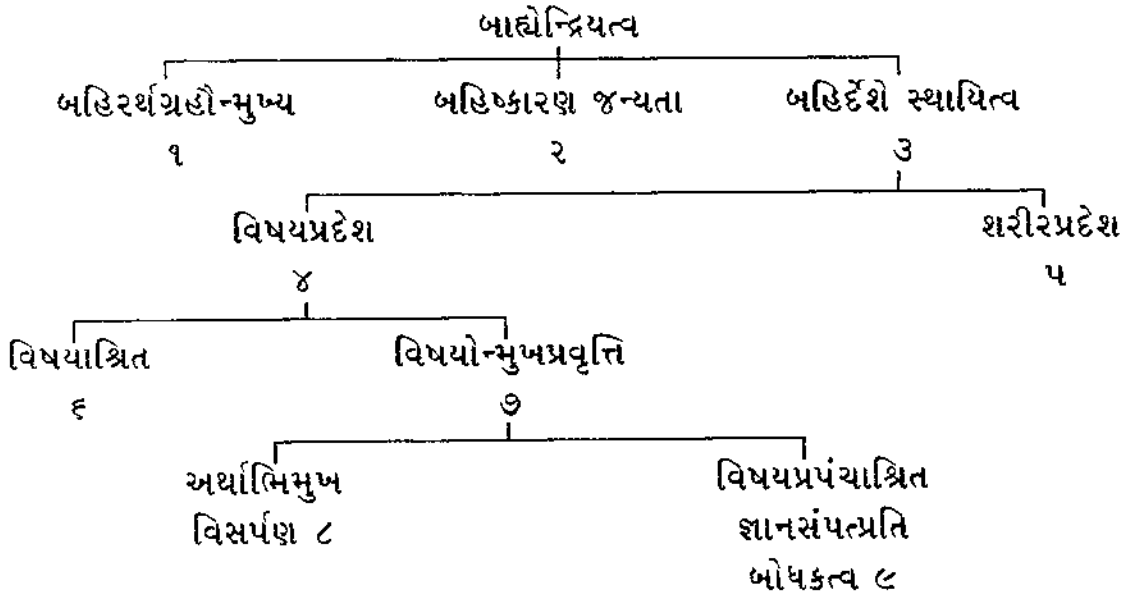 બાહ્યેન્દ્રિયત્વ
બહિરર્થગ્રહૌન્મુખ્ય બહિષ્કારણ જન્યતા બહિર્દેશે સ્થાયિત્વ
૧ ૨ ૩
વિષયપ્રદેશ શરીરપ્રદેશ
૪ ૫
વિષયાશ્રિત વિષયોન્મુખપ્રવૃત્તિ
૬ ૭
અર્થાભિમુખ વિષયપ્રપંચાશ્રિત
વિસર્પણ ૮ જ્ઞાનસંપત્પ્રતિ
બોધકત્વ ૯